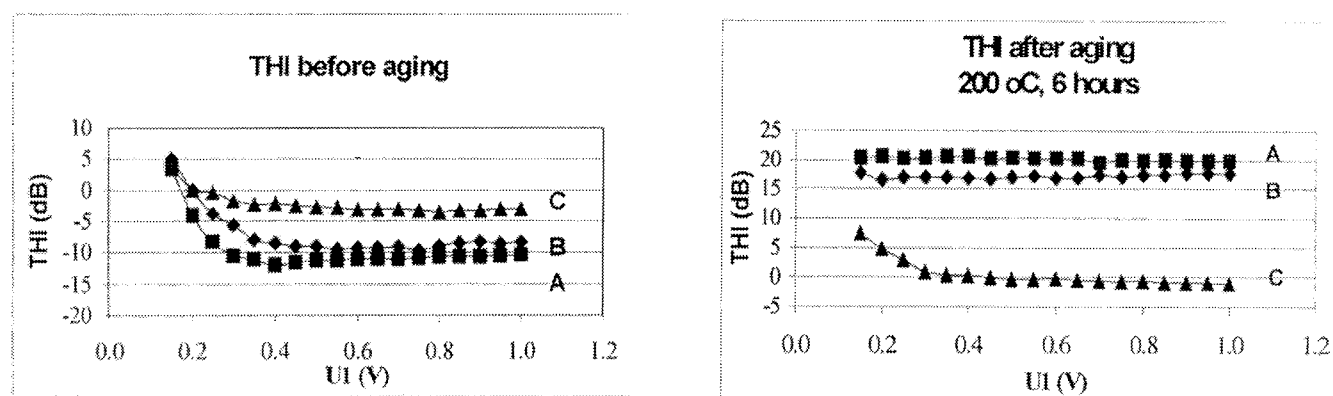 THI before aging
10
5
0
-5
-10
-15
-20
THI (dB)
C
B
A
0.0 0.2 0.4 0.6 0.8 1.0 1.2
U1 (V)
THI after aging
200 oC, 6 hours
25
20
15
10
5
0
5
THI (dB)
A
B
C
0.0 0.2 0.4 0.6 0.8 1.0 1.2
U1 (V)